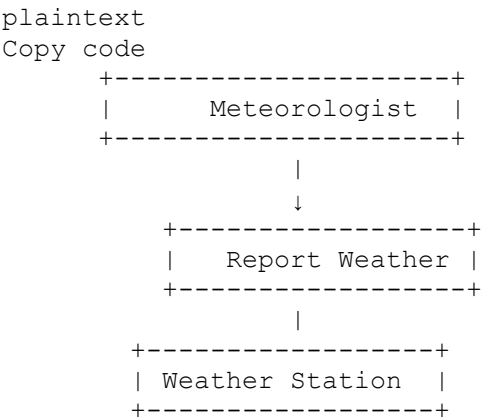 plaintext
Copy code
+---------------------+
|      Meteorologist  |
+---------------------+
|
↓
+------------------+
|   Report Weather |
+------------------+
|
+------------------+
| Weather Station  |
+------------------+